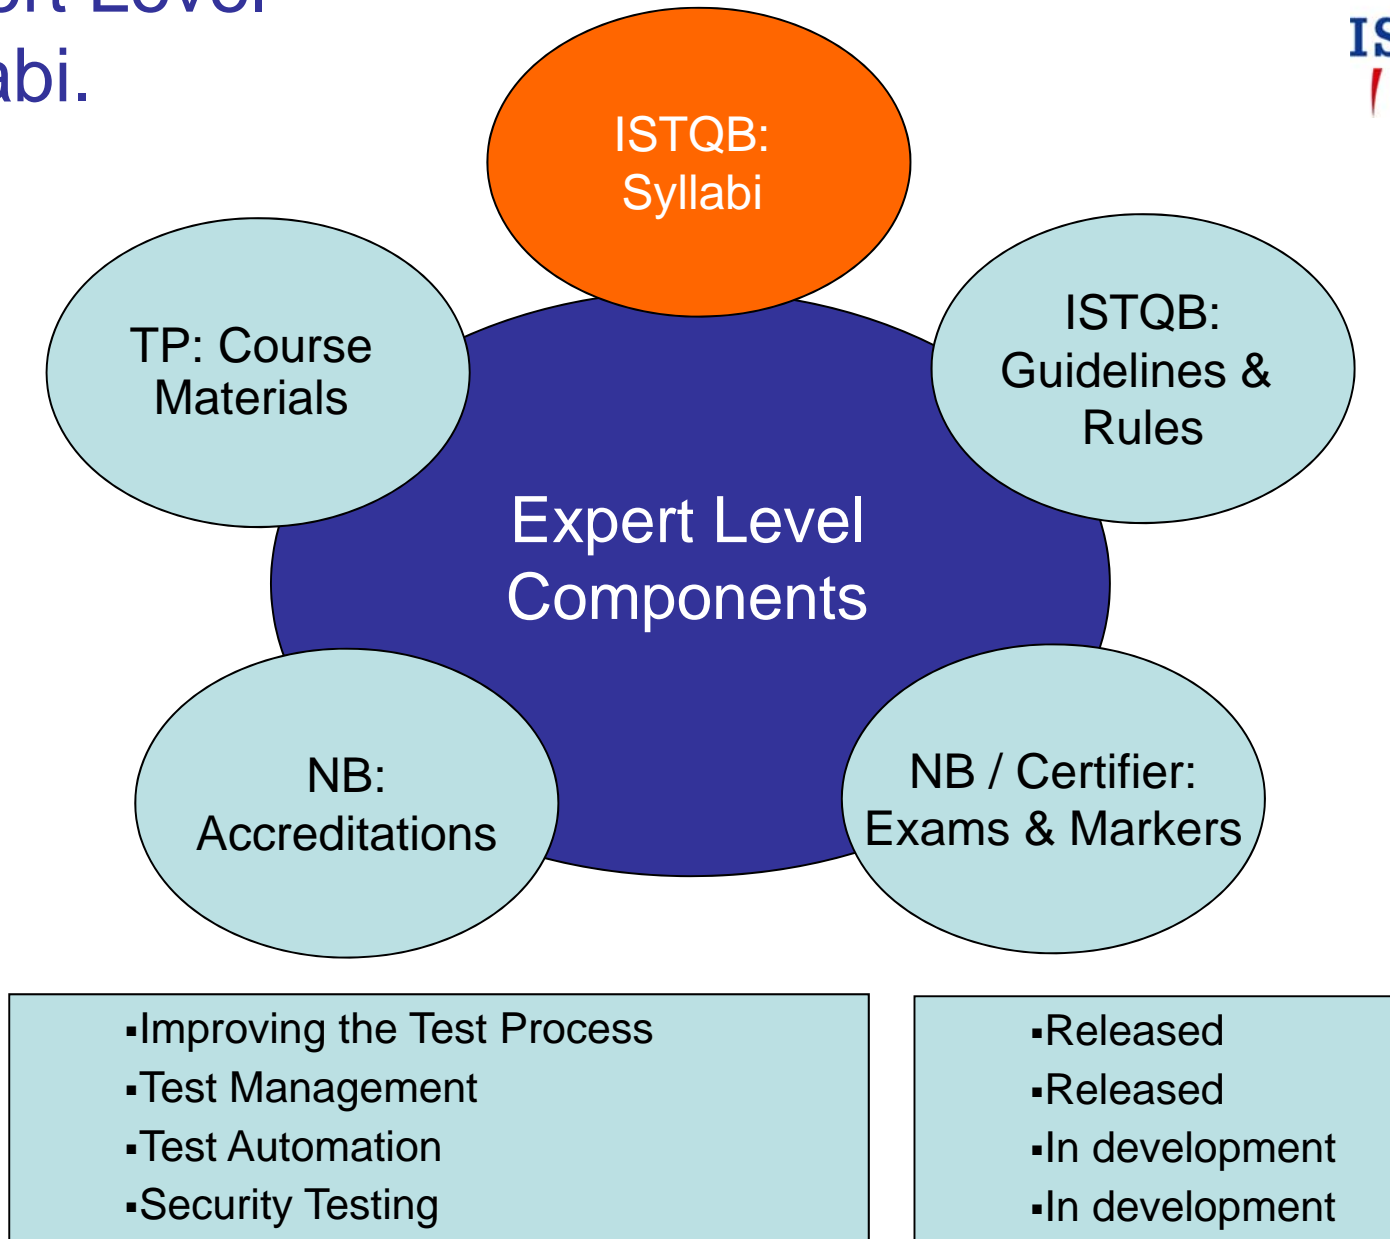 abi.
IS
ISTQB:
Syllabi
TP: Course
Materials
ISTQB:
Guidelines &
Rules
Expert Level
Components
NB:
Accreditations
NB / Certifier:
Exams & Markers
▪Improving the Test Process
▪Test Management
▪Test Automation
▪Security Testing
▪Released
▪Released
▪In development
▪In development